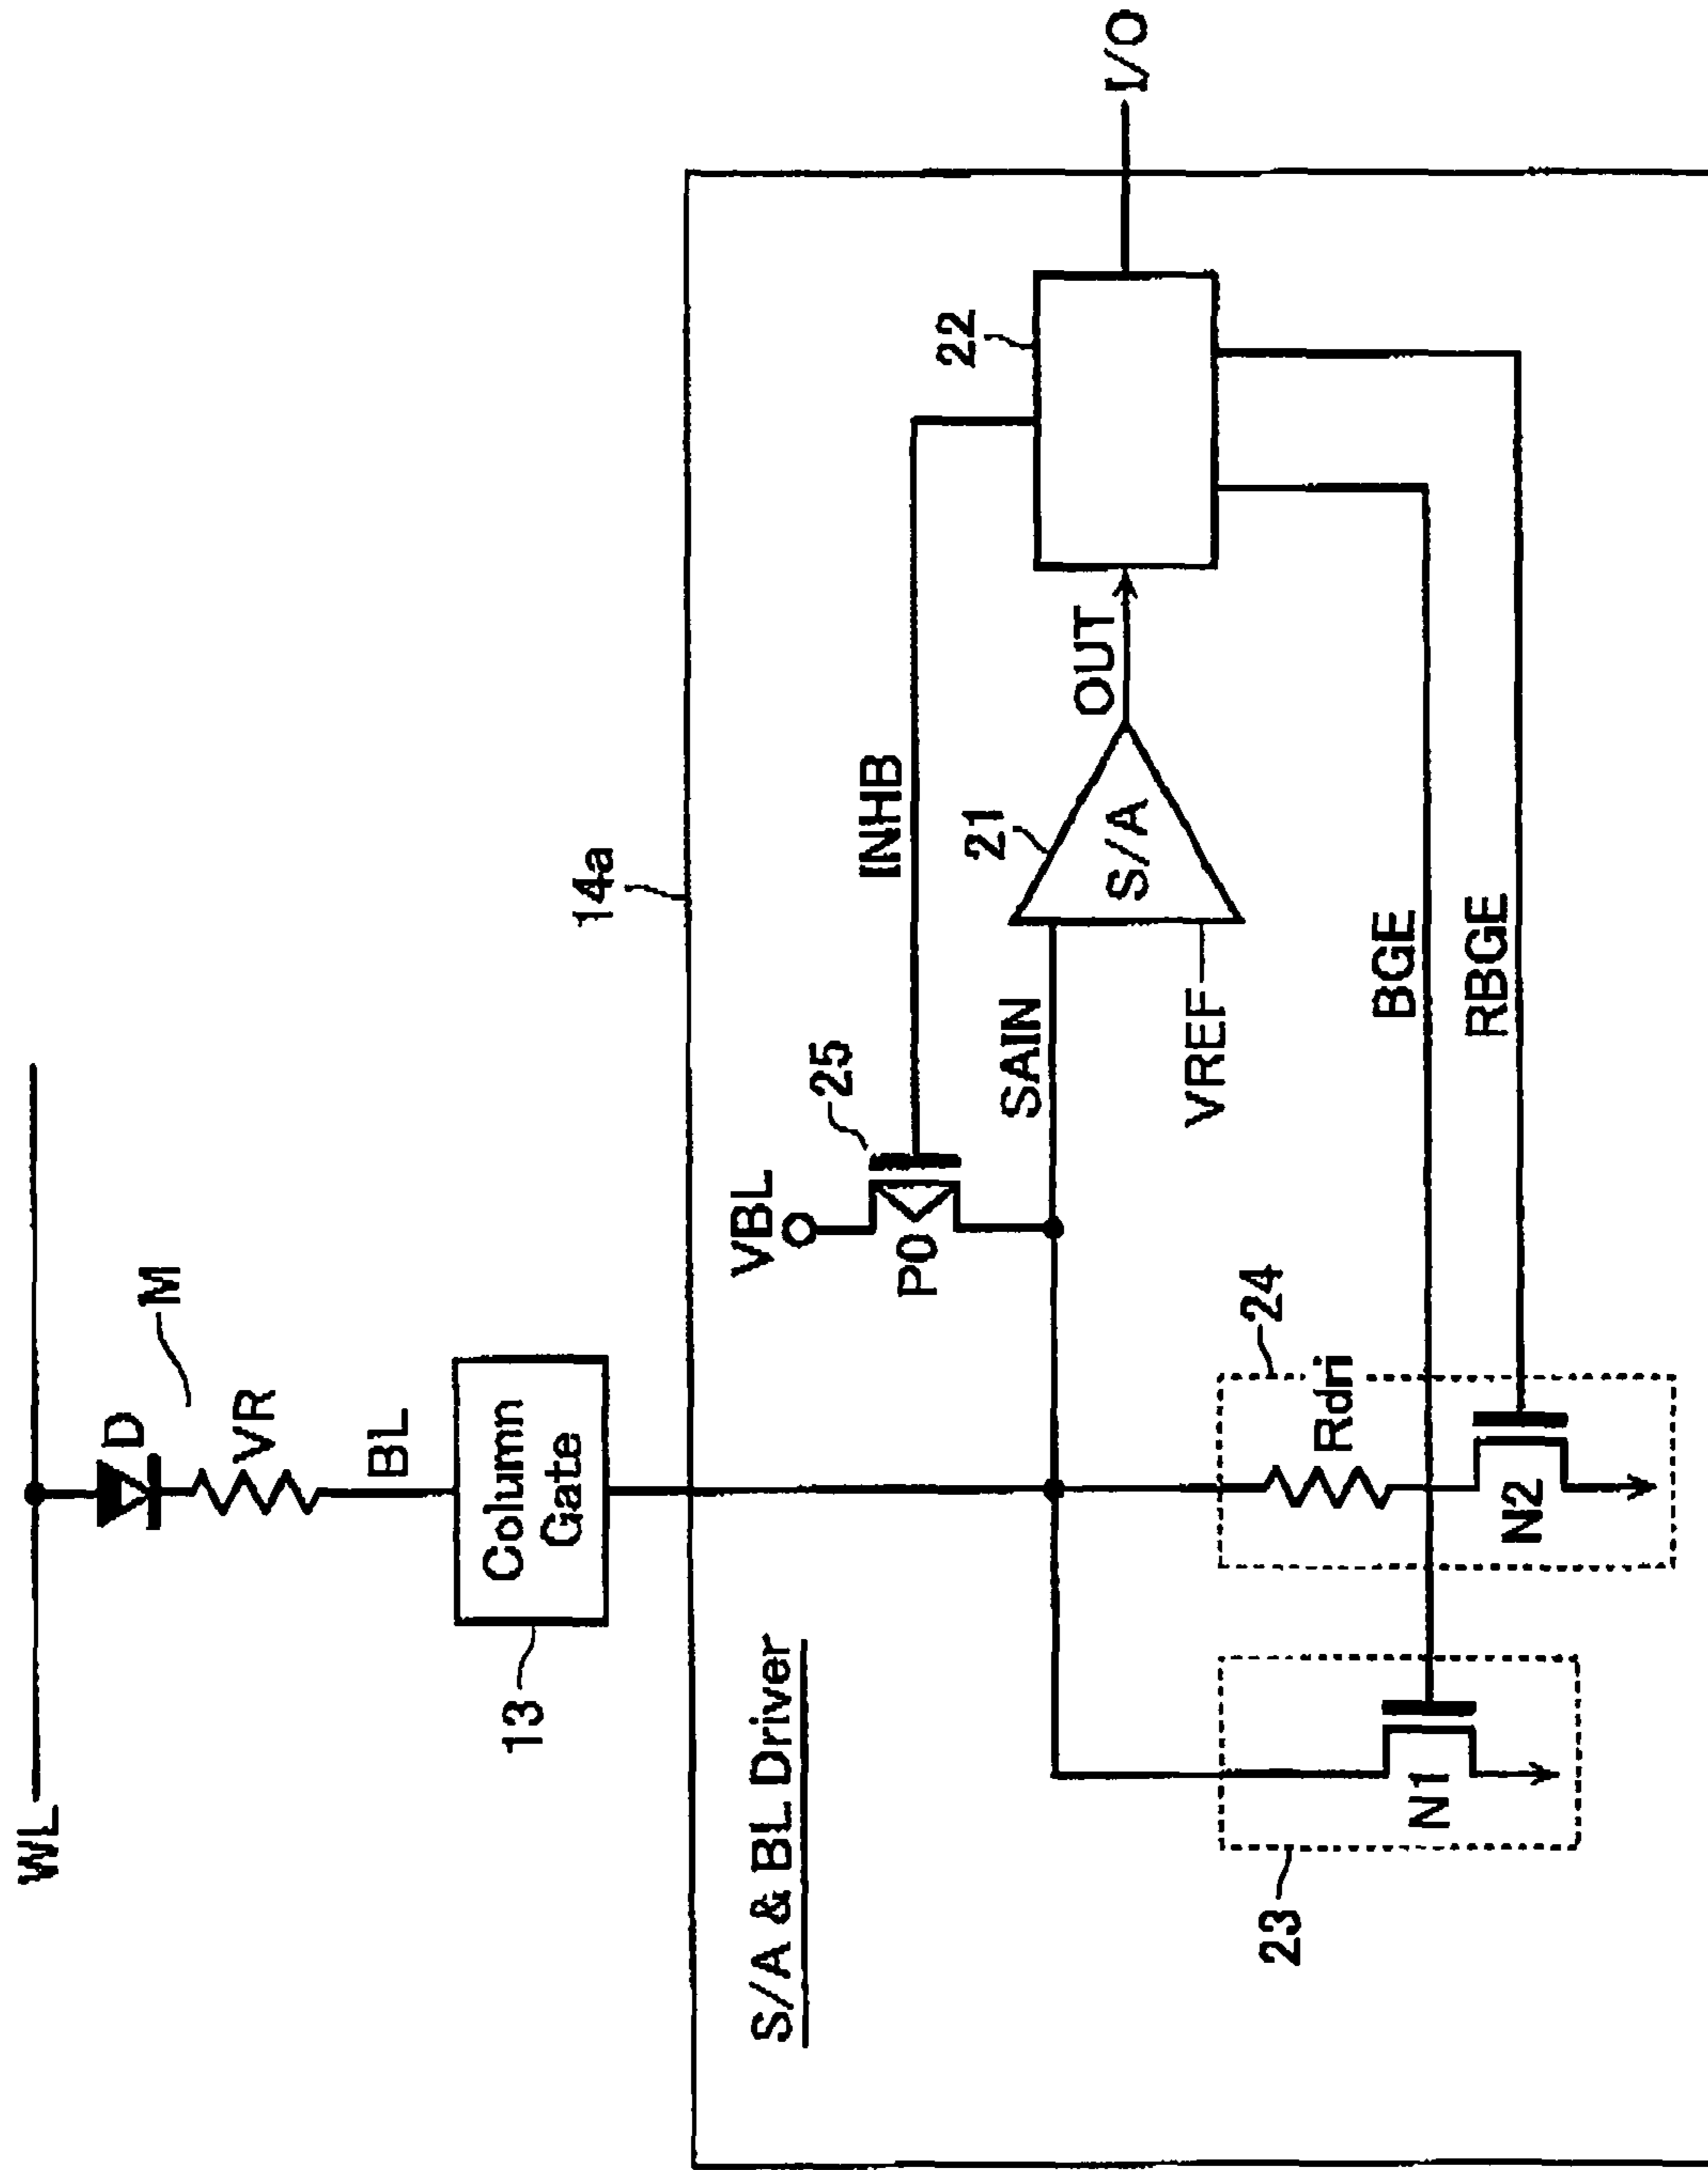 WL
D
M
VR
BL
Column
Gate
13
14a
S/A & BL Driver
VBL
25
P0
INHB
22
I/O
SAIN
21
S/A
OUT
VREF
24
Rdn
BGE
RBGE
23
N1
N2